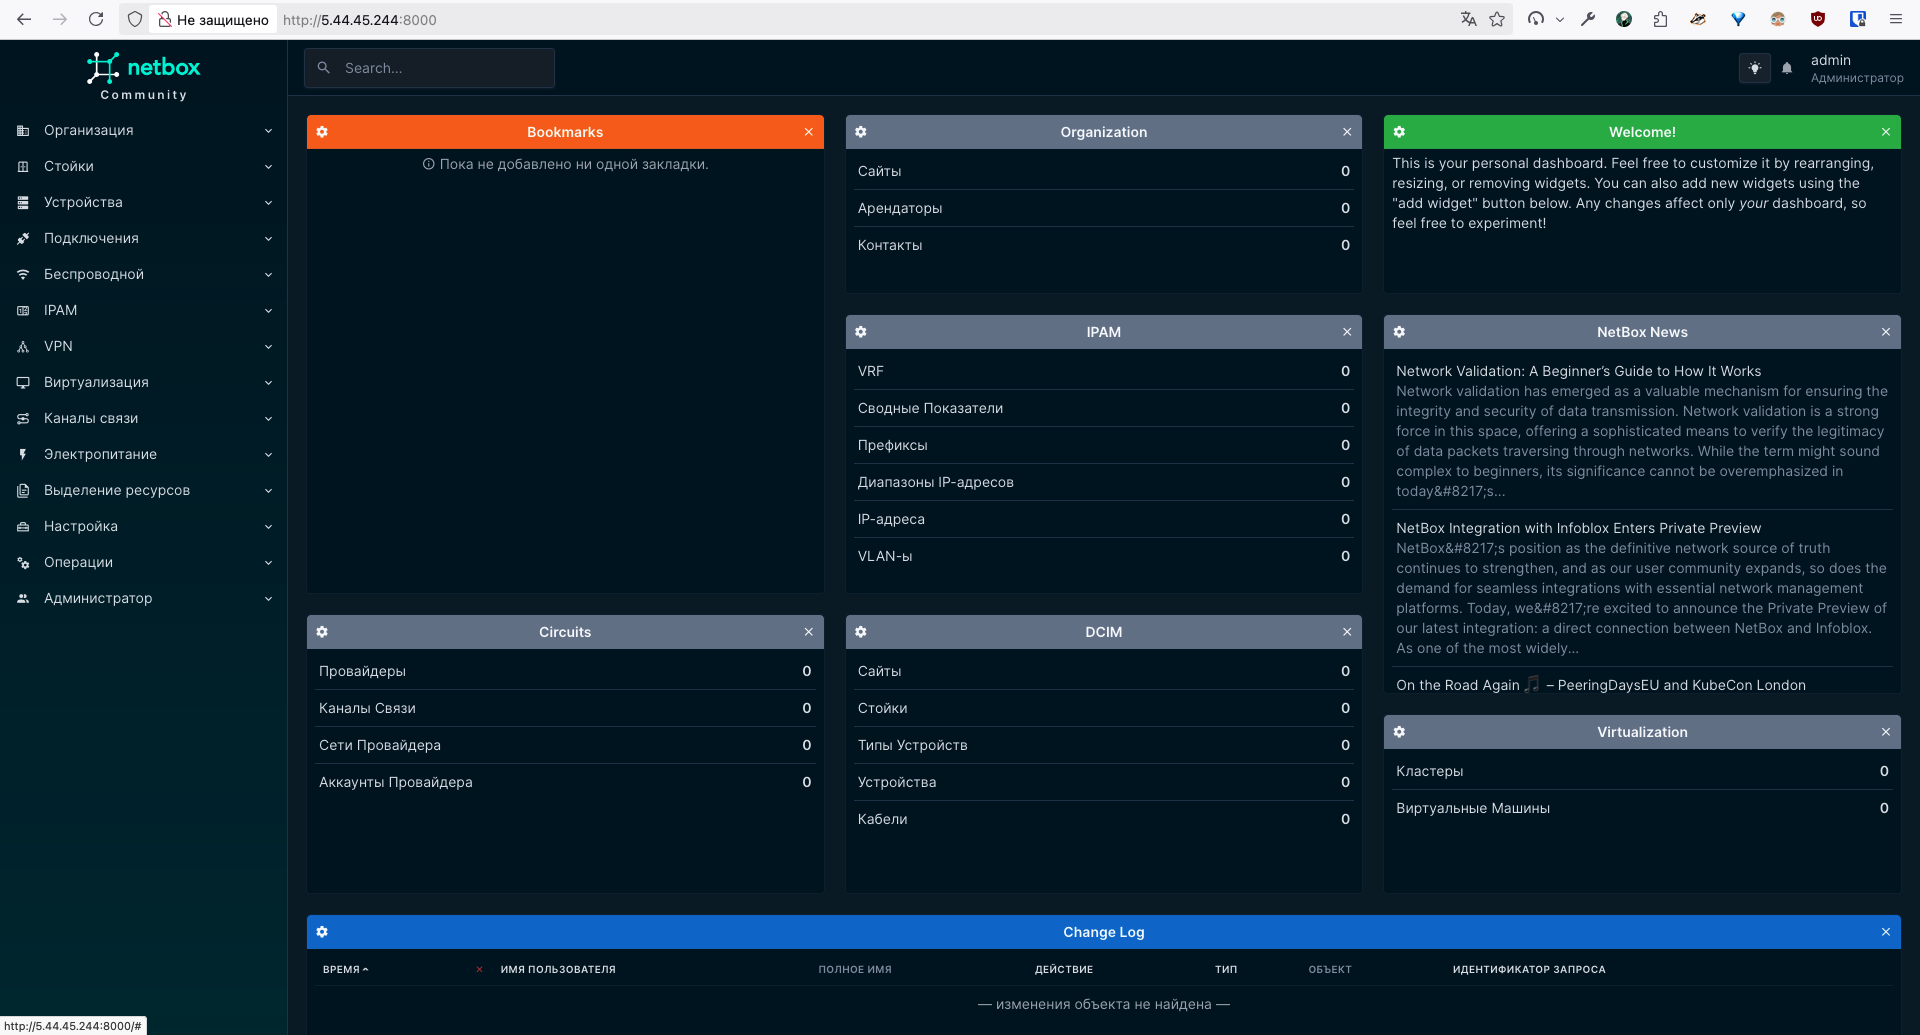 Не защищено
http://5.44.45.244:8000
netbox
Community
Search...
admin
Администратор
Организация
Стойки
Устройства
Подключения
Беспроводной
IPAM
VPN
Виртуализация
Каналы связи
Электропитание
Выделение ресурсов
Настройка
Операции
Администратор
Bookmarks
Пока не добавлено ни одной закладки.
Organization
Сайты 0
Арендаторы 0
Контакты 0
Welcome!
This is your personal dashboard. Feel free to customize it by rearranging,
resizing, or removing widgets. You can also add new widgets using the
"add widget" button below. Any changes affect only your dashboard, so
feel free to experiment!
IPAM
VRF 0
Сводные Показатели 0
Префиксы 0
Диапазоны IP-адресов 0
IP-адреса 0
VLAN-ы 0
NetBox News
Network Validation: A Beginner’s Guide to How It Works
Network validation has emerged as a valuable mechanism for ensuring the
integrity and security of data transmission. Network validation is a strong
force in this space, offering a sophisticated means to verify the legitimacy
of data packets traversing through networks. While the term might sound
complex to beginners, its significance cannot be overemphasized in
today&#8217;s...
NetBox Integration with Infoblox Enters Private Preview
NetBox&#8217;s position as the definitive network source of truth
continues to strengthen, and as our user community expands, so does the
demand for seamless integrations with essential network management
platforms. Today, we&#8217;re excited to announce the Private Preview of
our latest integration: a direct connection between NetBox and Infoblox.
As one of the most widely...
On the Road Again 🎵 – PeeringDaysEU and KubeCon London
Circuits
Провайдеры 0
Каналы Связи 0
Сети Провайдера 0
Аккаунты Провайдера 0
DCIM
Сайты 0
Стойки 0
Типы Устройств 0
Устройства 0
Кабели 0
Virtualization
Кластеры 0
Виртуальные Машины 0
Change Log
ВРЕМЯ ИМЯ ПОЛЬЗОВАТЕЛЯ ПОЛНОЕ ИМЯ ДЕЙСТВИЕ ТИП ОБЪЕКТ ИДЕНТИФИКАТОР ЗАПРОСА
— изменения объекта не найдена —
http://5.44.45.244:8000/#